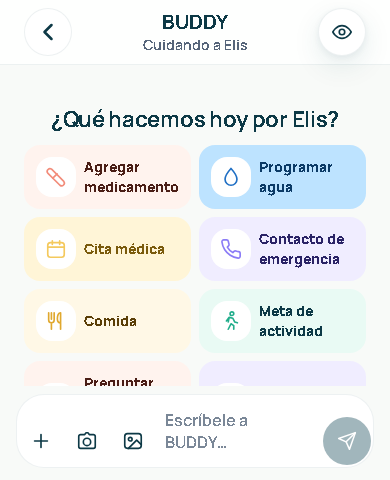 BUDDY
Cuidando a Elis
¿Qué hacemos hoy por Elis?
Agregar
medicamento
Programar
agua
Cita médica
Contacto de
emergencia
Comida
Meta de
actividad
Preguntar
Escríbele a
BUDDY...